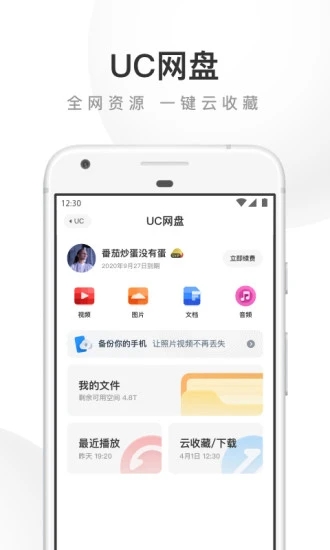 UC网盘
全网资源 一键云收藏
12:30
UC
UC网盘
番茄炒蛋没有蛋
2020年9月27日到期
立即续费
视频
图片
文档
音频
备份你的手机 让照片视频不再丢失
我的文件
剩余可用空间 4.6T
最近播放
昨天 19:20
云收藏/下载
4月1日 12:30